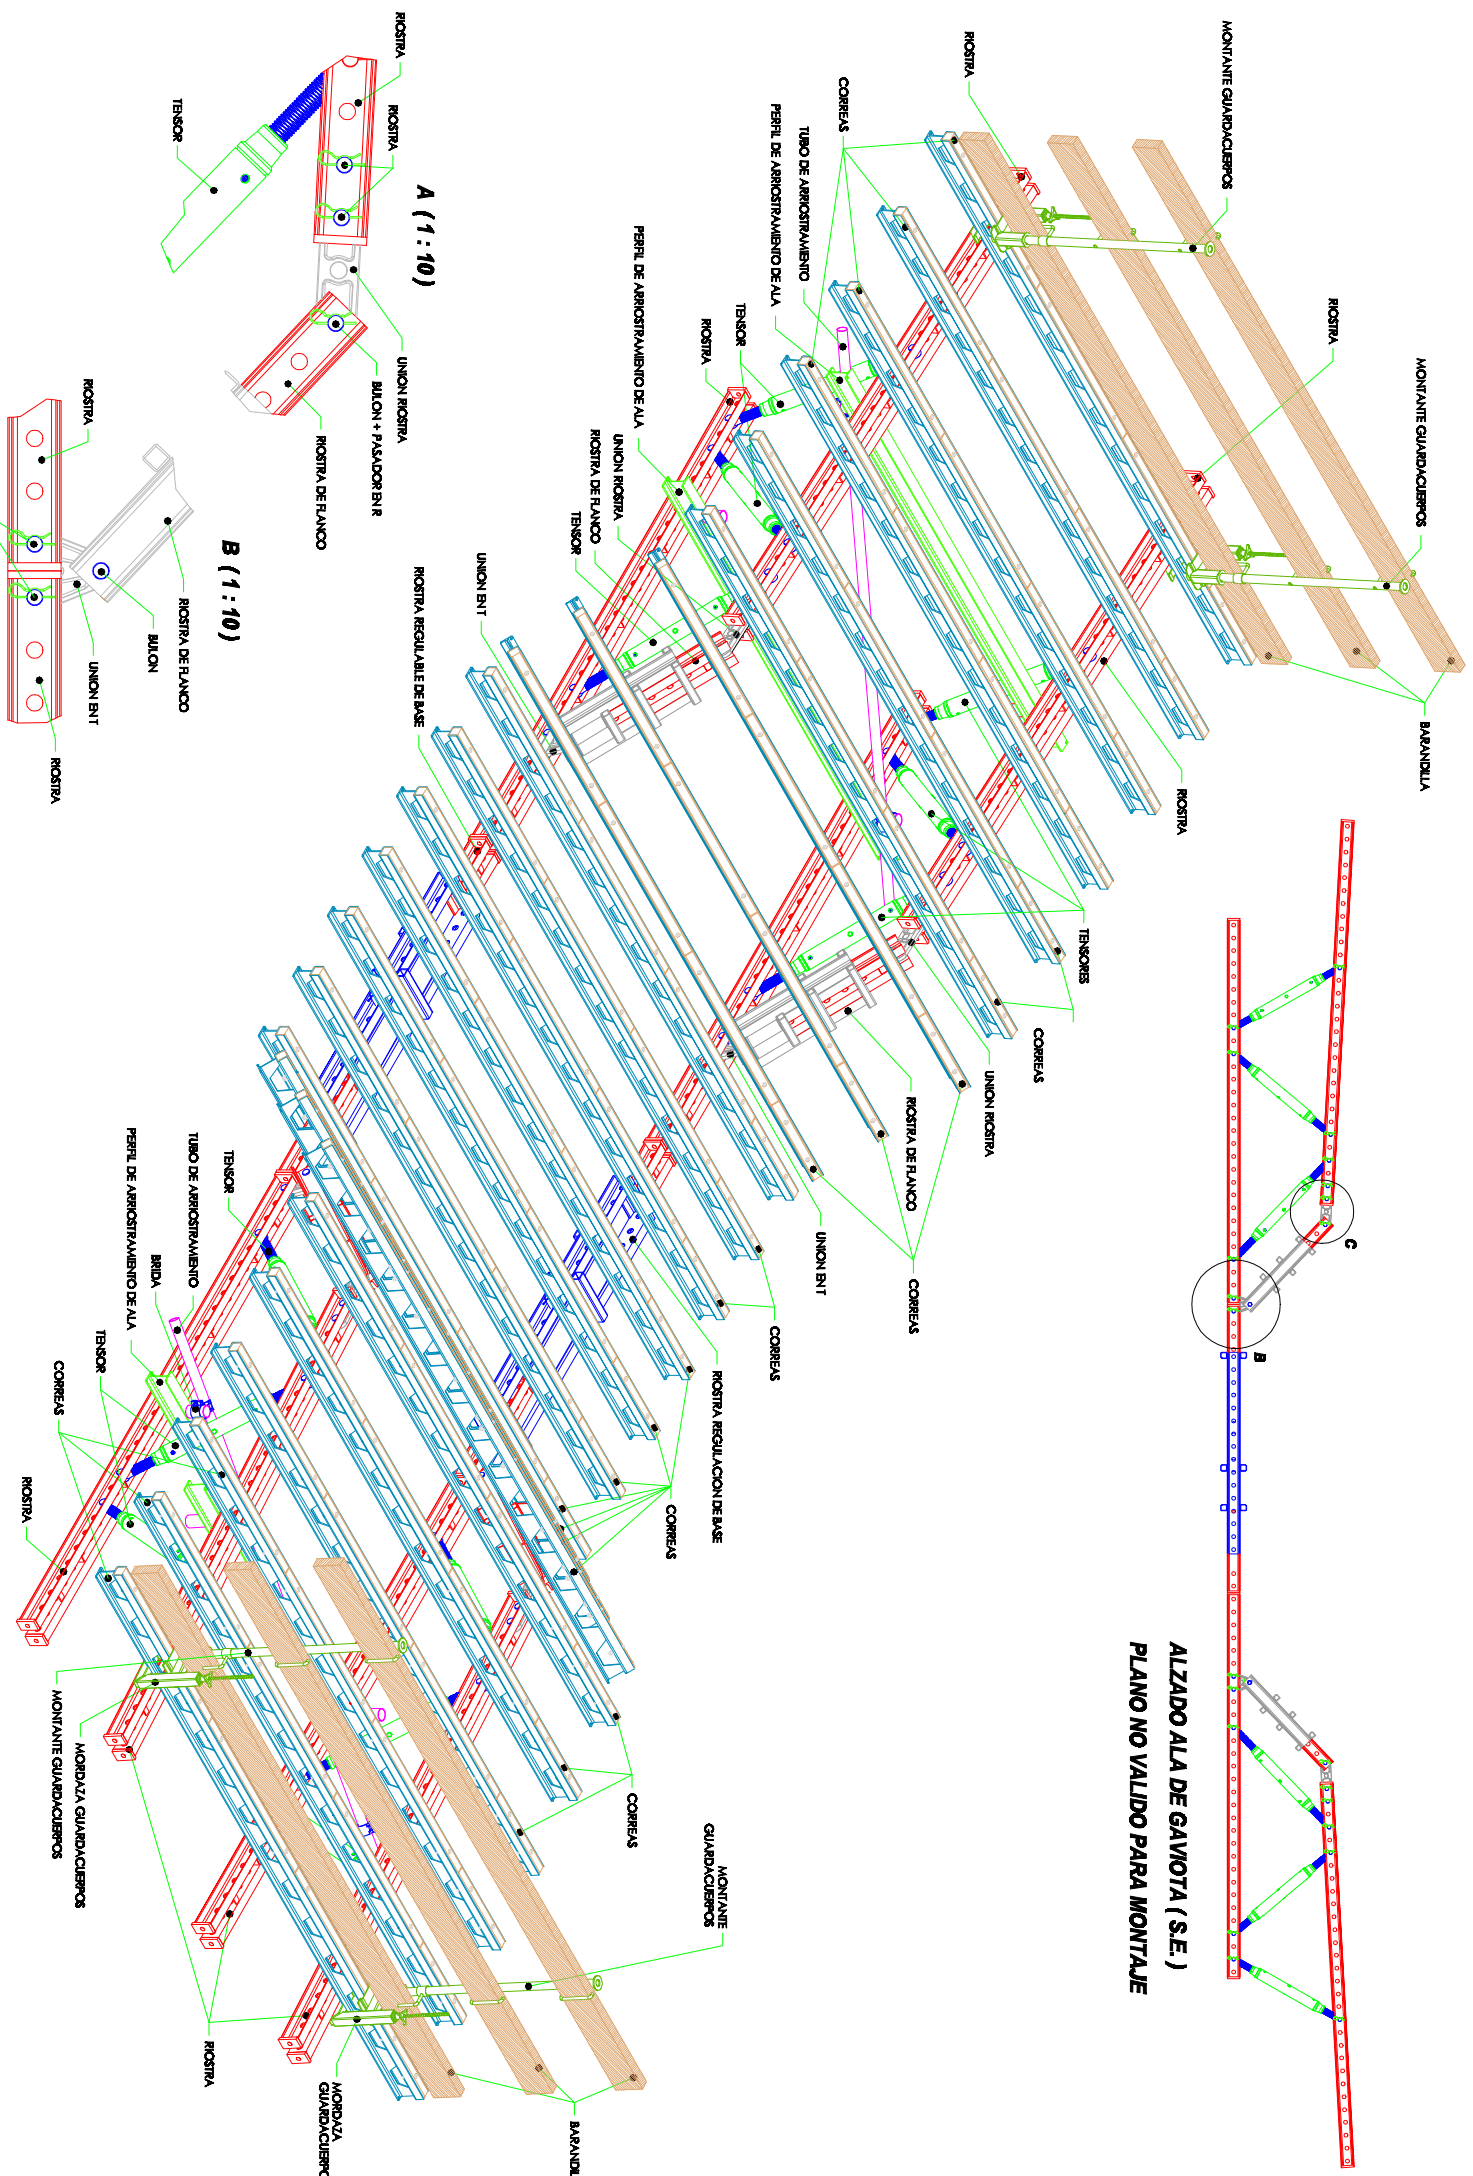 BARANDILLA
MONTANTE GUARDACUERPOS
C
RIOSTRA
B
MONTANTE GUARDACUERPOS
RIOSTRA
ALZADO ALA DE GAVIOTA ( S.E. )
PLANO NO VALIDO PARA MONTAJE
TENSORES
CORREAS
UNION RIOSTRA
RIOSTRA
RIOSTRA DE FLANCO
CORREAS
CORREAS
UNION EN T
TUBO DE ARRIOSTRAMIENTO
PERFIL DE ARRIOSTRAMIENTO DE ALA
CORREAS
TENSOR
RIOSTRA REGULACION DE BASE
MONTANTE
GUARDACUERPOS
RIOSTRA
CORREAS
PERFIL DE ARRIOSTRAMIENTO DE ALA
CORREAS
UNION RIOSTRA
RIOSTRA DE FLANCO
TENSOR
BARANDIL
UNION EN T
RIOSTRA REGULABLE DE BASE
A ( 1 : 10 )
RIOSTRA
RIOSTRA
UNION RIOSTRA
BULON + PASADOR EN R
RIOSTRA DE FLANCO
TENSOR
MORDAZA
GUARDACUERPO
B ( 1 : 10 )
TENSOR
RIOSTRA
TUBO DE ARRIOSTRAMIENTO
RIOSTRA DE FLANCO
BRIDA
BULON
PERFIL DE ARRIOSTRAMIENTO DE ALA
TENSOR
UNION EN T
RIOSTRA
MORDAZA GUARDACUERPOS
CORREAS
MONTANTE GUARDACUERPOS
RIOSTRA
RIOSTRA